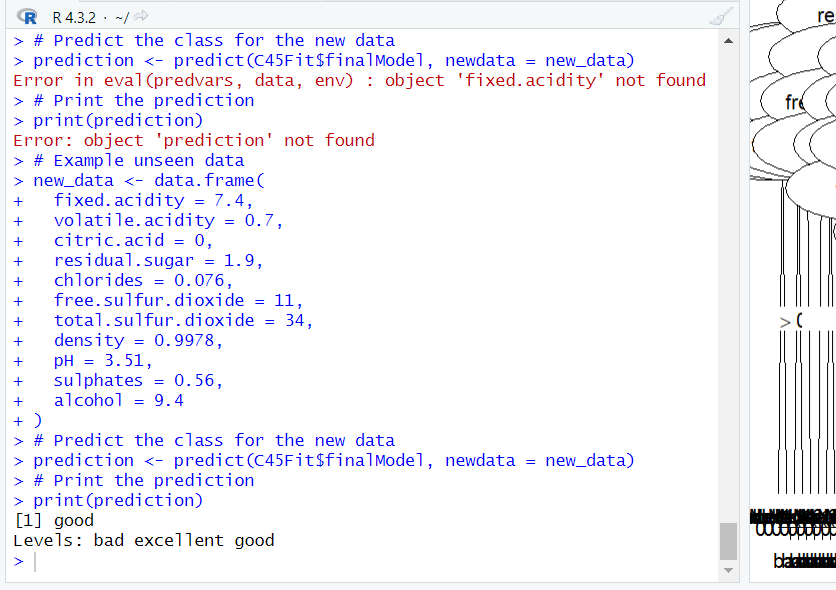 R 4.3.2 · ~/
> # Predict the class for the new data
> prediction <- predict(C45Fit$finalModel, newdata = new_data)
Error in eval(predvars, data, env) : object 'fixed.acidity' not found
> # Print the prediction
> print(prediction)
Error: object 'prediction' not found
> # Example unseen data
> new_data <- data.frame(
+   fixed.acidity = 7.4,
+   volatile.acidity = 0.7,
+   citric.acid = 0,
+   residual.sugar = 1.9,
+   chlorides = 0.076,
+   free.sulfur.dioxide = 11,
+   total.sulfur.dioxide = 34,
+   density = 0.9978,
+   pH = 3.51,
+   sulphates = 0.56,
+   alcohol = 9.4
+ )
> # Predict the class for the new data
> prediction <- predict(C45Fit$finalModel, newdata = new_data)
> # Print the prediction
> print(prediction)
[1] good
Levels: bad excellent good
>
re
fre
> 0